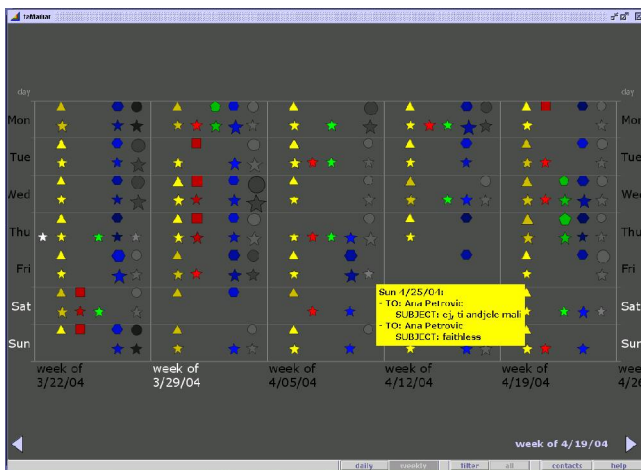 taMailar
day day
Mon Mon
Tue Tue
Wed Wed
Thu Thu
Fri Fri
Sat Sat
Sun Sun
Sun 4/25/04:
- TO: Ana Petrovic
SUBJECT: ej, ti andjele mali
- TO: Ana Petrovic
SUBJECT: faithless
week of week of week of week of week of
3/22/04 3/29/04 4/05/04 4/12/04 4/19/04
week of 4/19/04
daily weekly filter all contacts help